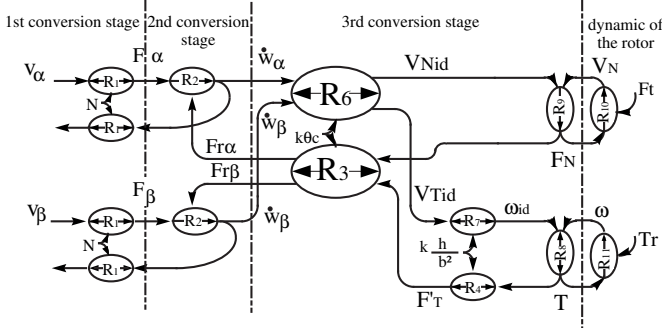 1st conversion stage
2nd conversion stage
3rd conversion stage
dynamic of the rotor
vα
R1
F α
R2
ẇα
R6
VNid
R9
VN
R10
Ft
N
R1
ẇβ
kθc
Frα
R3
FN
Frβ
Fβ
VTid
vβ
R1
R2
ẇβ
R7
ωid
ω
R8
R11
Tr
N
k h/b²
R1
F'T
R4
T